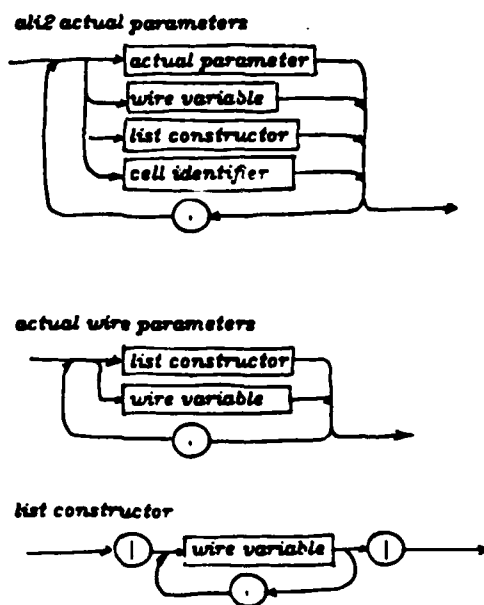 ali2 actual parameters
actual parameter
wire variable
list constructor
cell identifier
,
actual wire parameters
list constructor
wire variable
,
list constructor
| wire variable |
,